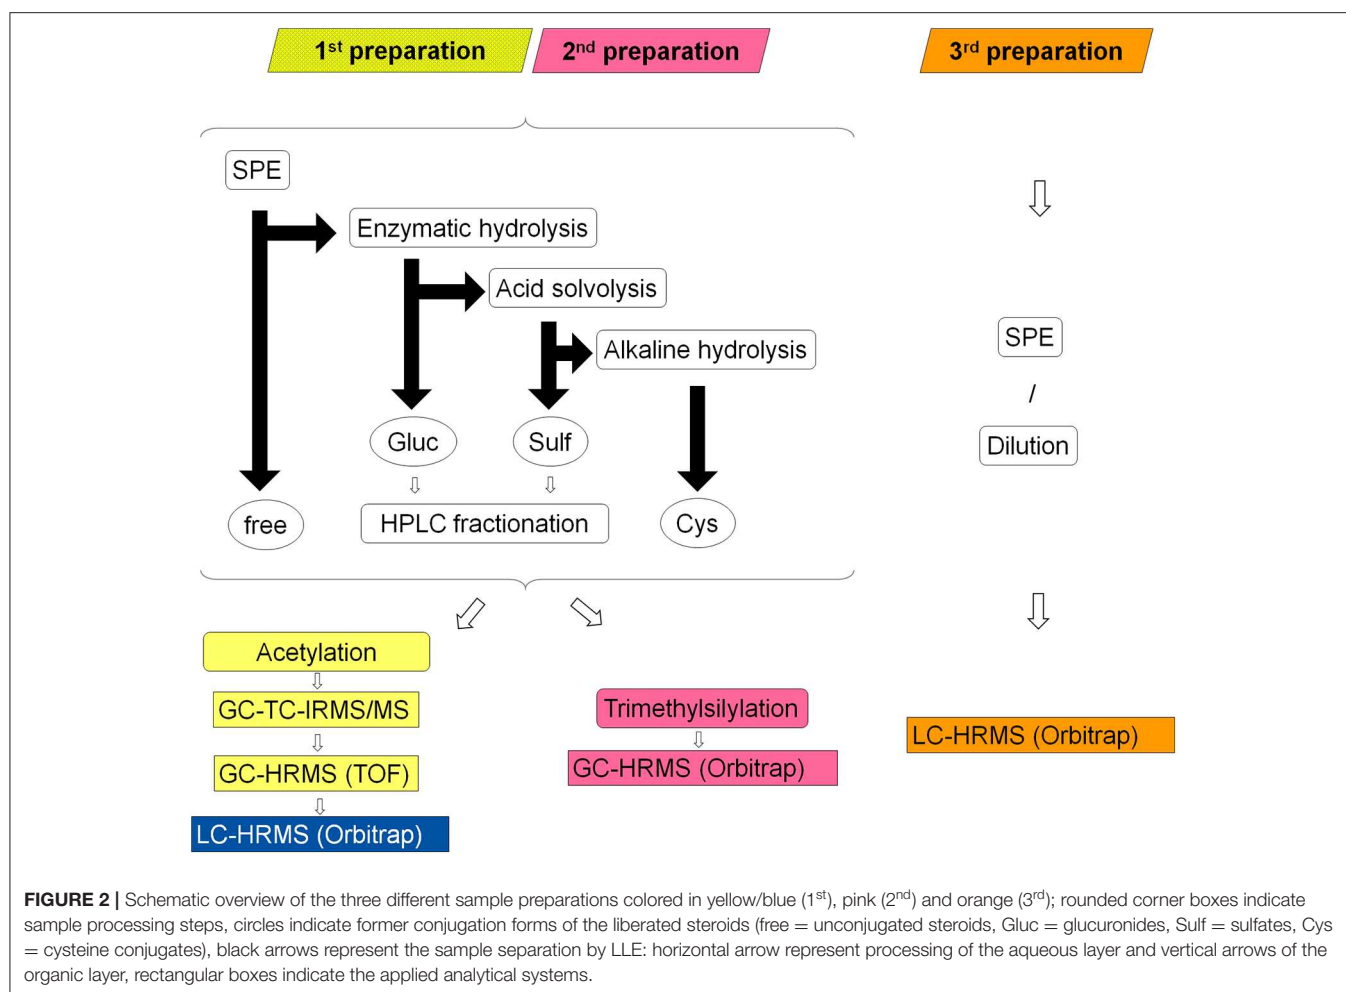 1st preparation
2nd preparation
3rd preparation
SPE
Enzymatic hydrolysis
Acid solvolysis
Alkaline hydrolysis
Gluc
Sulf
free
HPLC fractionation
Cys
SPE
/
Dilution
Acetylation
GC-TC-IRMS/MS
GC-HRMS (TOF)
LC-HRMS (Orbitrap)
Trimethylsilylation
GC-HRMS (Orbitrap)
LC-HRMS (Orbitrap)
FIGURE 2 | Schematic overview of the three different sample preparations colored in yellow/blue (1st), pink (2nd) and orange (3rd); rounded corner boxes indicate
sample processing steps, circles indicate former conjugation forms of the liberated steroids (free = unconjugated steroids, Gluc = glucuronides, Sulf = sulfates, Cys
= cysteine conjugates), black arrows represent the sample separation by LLE: horizontal arrow represent processing of the aqueous layer and vertical arrows of the
organic layer, rectangular boxes indicate the applied analytical systems.